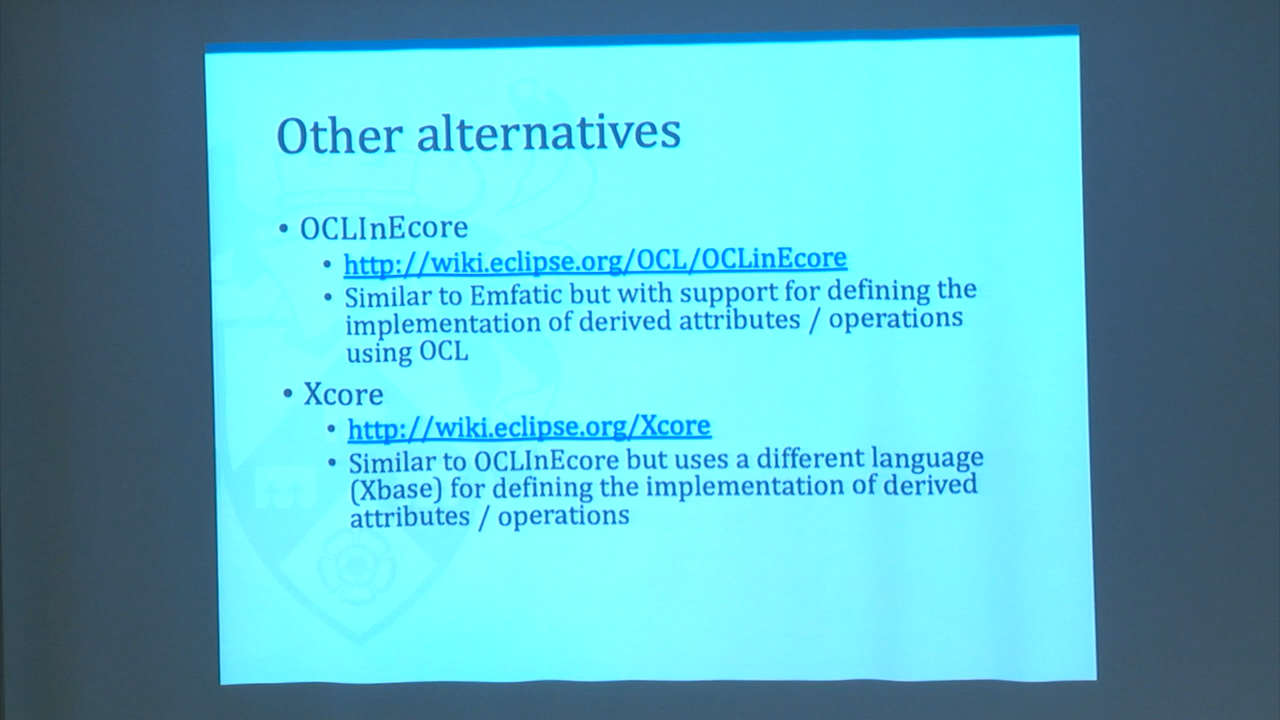 Other alternatives
• OCLInEcore
• http://wiki.eclipse.org/OCL/OCLinEcore
• Similar to Emfatic but with support for defining the
implementation of derived attributes / operations
using OCL
• Xcore
• http://wiki.eclipse.org/Xcore
• Similar to OCLInEcore but uses a different language
(Xbase) for defining the implementation of derived
attributes / operations